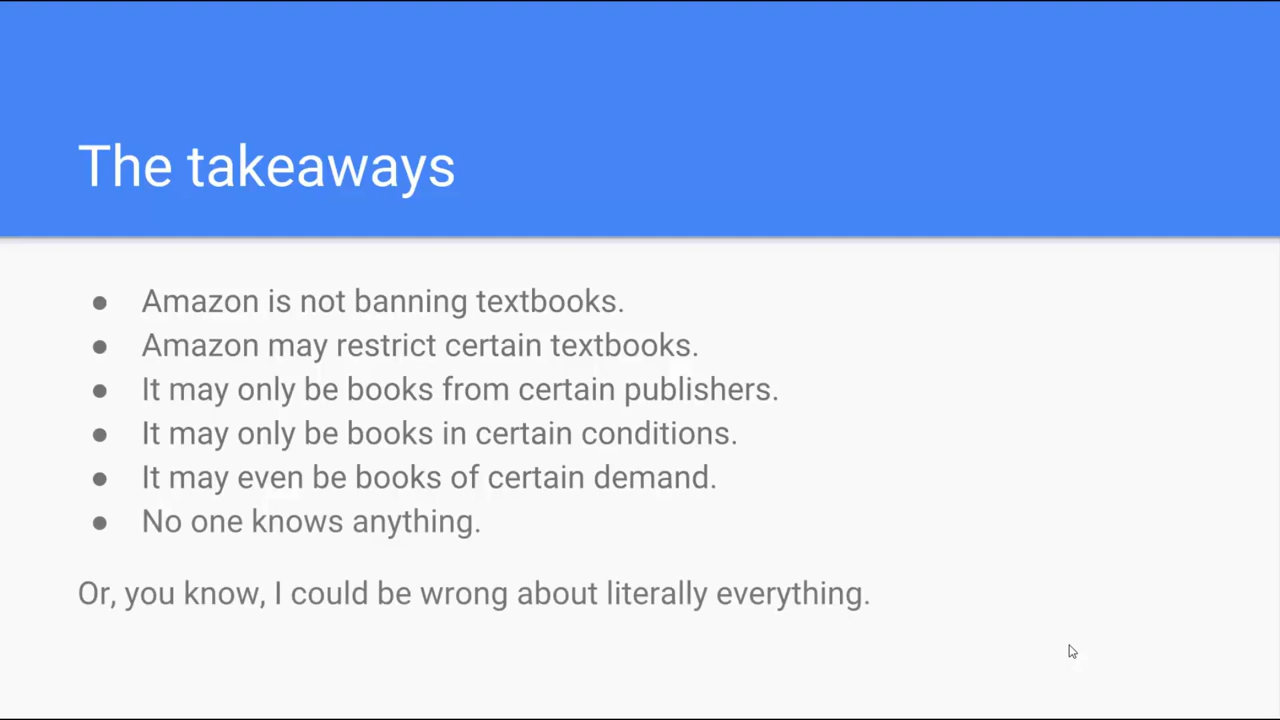 The takeaways
● Amazon is not banning textbooks.
● Amazon may restrict certain textbooks.
● It may only be books from certain publishers.
● It may only be books in certain conditions.
● It may even be books of certain demand.
● No one knows anything.
Or, you know, I could be wrong about literally everything.